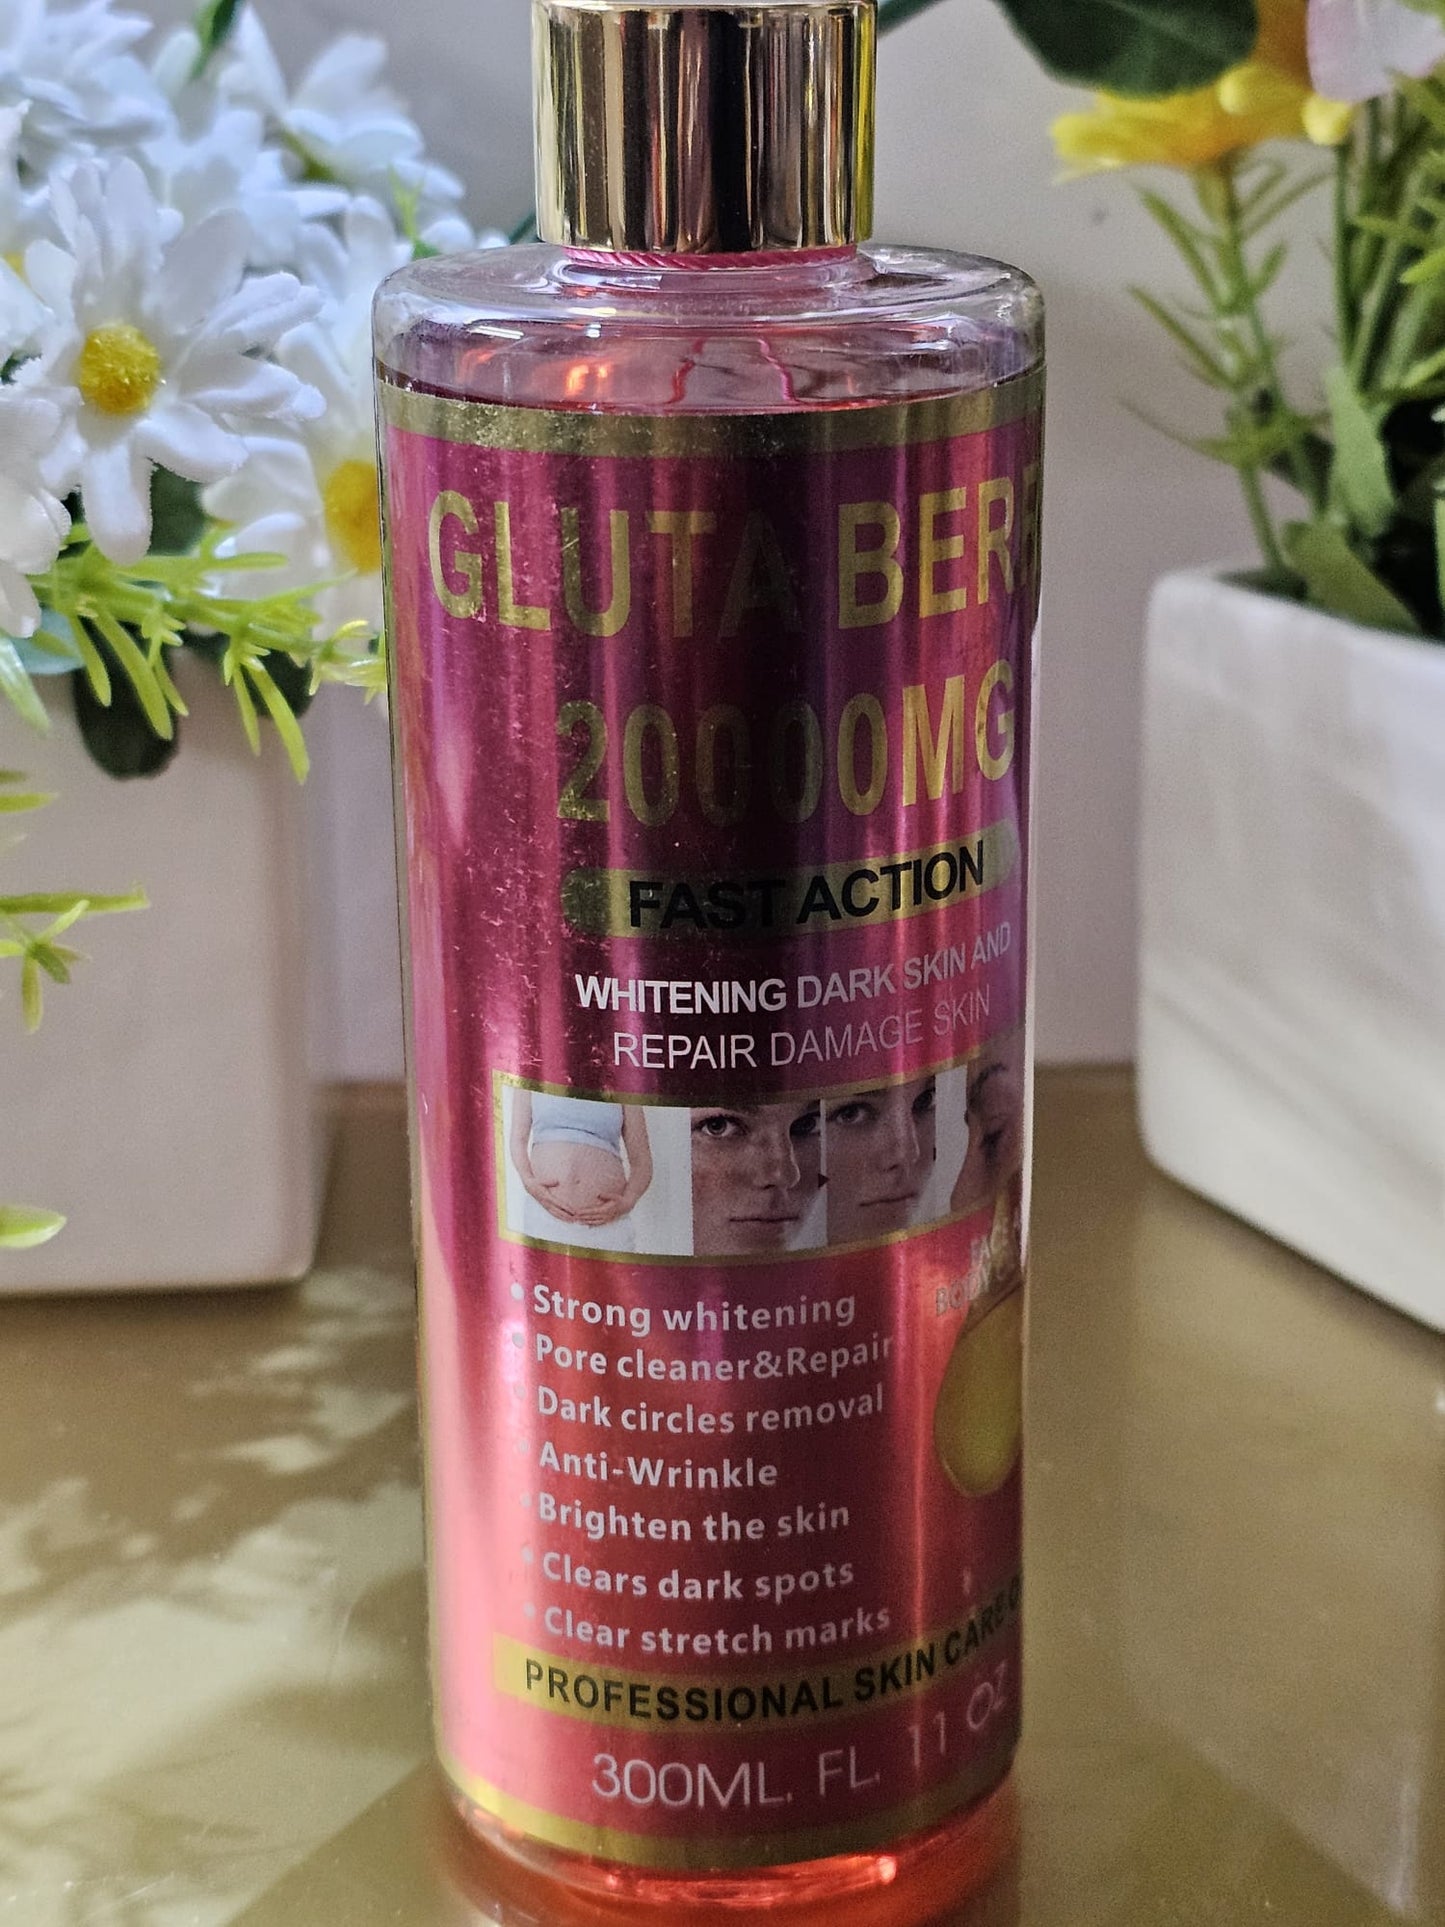 GLUTA
20000MG
FAST ACTION
WHITENING DARK SKIN AND
REPAIR DAMAGE SKIN
FACE
• Strong whitening
• Pore cleaner&Repair
• Dark circles removal
• Anti-Wrinkle
• Brighten the skin
• Clears dark spots
• Clear stretch marks
PROFESSIONAL SKIN CARE
300ML. FL. 11 OZ